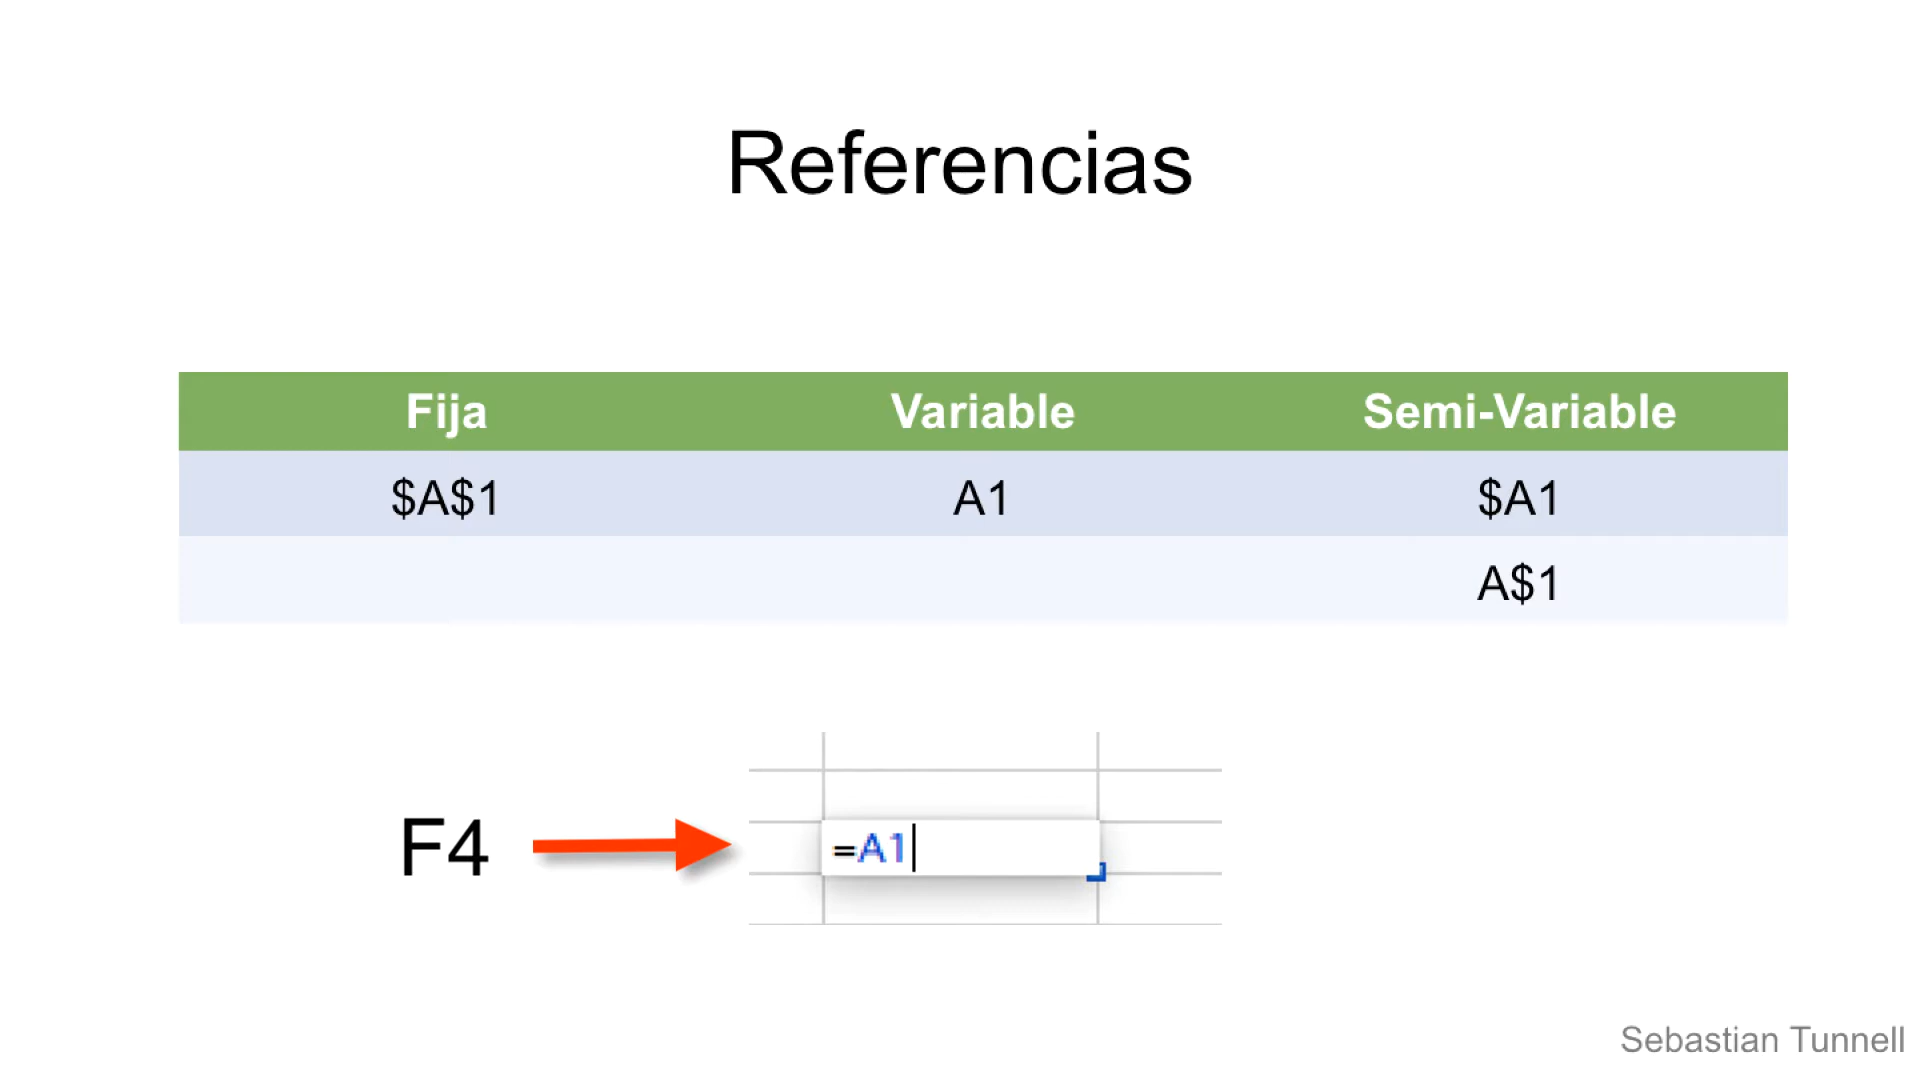 Referencias
Fija Variable Semi-Variable
$A$1 A1 $A1
A$1
F4 =A1
Sebastian Tunnell